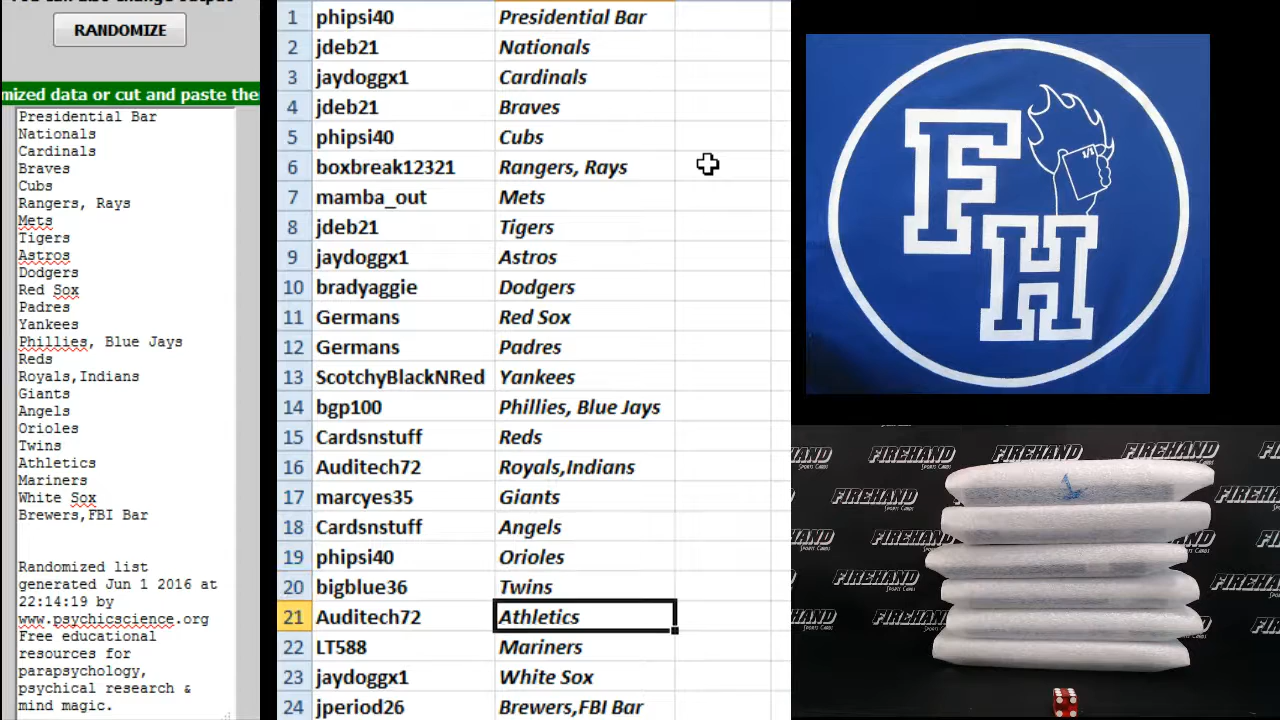 RANDOMIZE
mized data or cut and paste the
Presidential Bar
Nationals
Cardinals
Braves
Cubs
Rangers, Rays
Mets
Tigers
Astros
Dodgers
Red Sox
Padres
Yankees
Phillies, Blue Jays
Reds
Royals,Indians
Giants
Angels
Orioles
Twins
Athletics
Mariners
White Sox
Brewers,FBI Bar
Randomized list
generated Jun 1 2016 at
22:14:19 by
www.psychicscience.org
Free educational
resources for
parapsychology,
psychical research &
mind magic.
1 phipsi40 Presidential Bar
2 jdeb21 Nationals
3 jaydoggx1 Cardinals
4 jdeb21 Braves
5 phipsi40 Cubs
6 boxbreak12321 Rangers, Rays
7 mamba_out Mets
8 jdeb21 Tigers
9 jaydoggx1 Astros
10 bradyaggie Dodgers
11 Germans Red Sox
12 Germans Padres
13 ScotchyBlackNRed Yankees
14 bgp100 Phillies, Blue Jays
15 Cardsnstuff Reds
16 Auditech72 Royals,Indians
17 marcyes35 Giants
18 Cardsnstuff Angels
19 phipsi40 Orioles
20 bigblue36 Twins
21 Auditech72 Athletics
22 LT588 Mariners
23 jaydoggx1 White Sox
24 jperiod26 Brewers,FBI Bar
F
H
1/1
FIREHAND
FIREHAND
FIREHAND
FIREHAND
Sports Cards
1